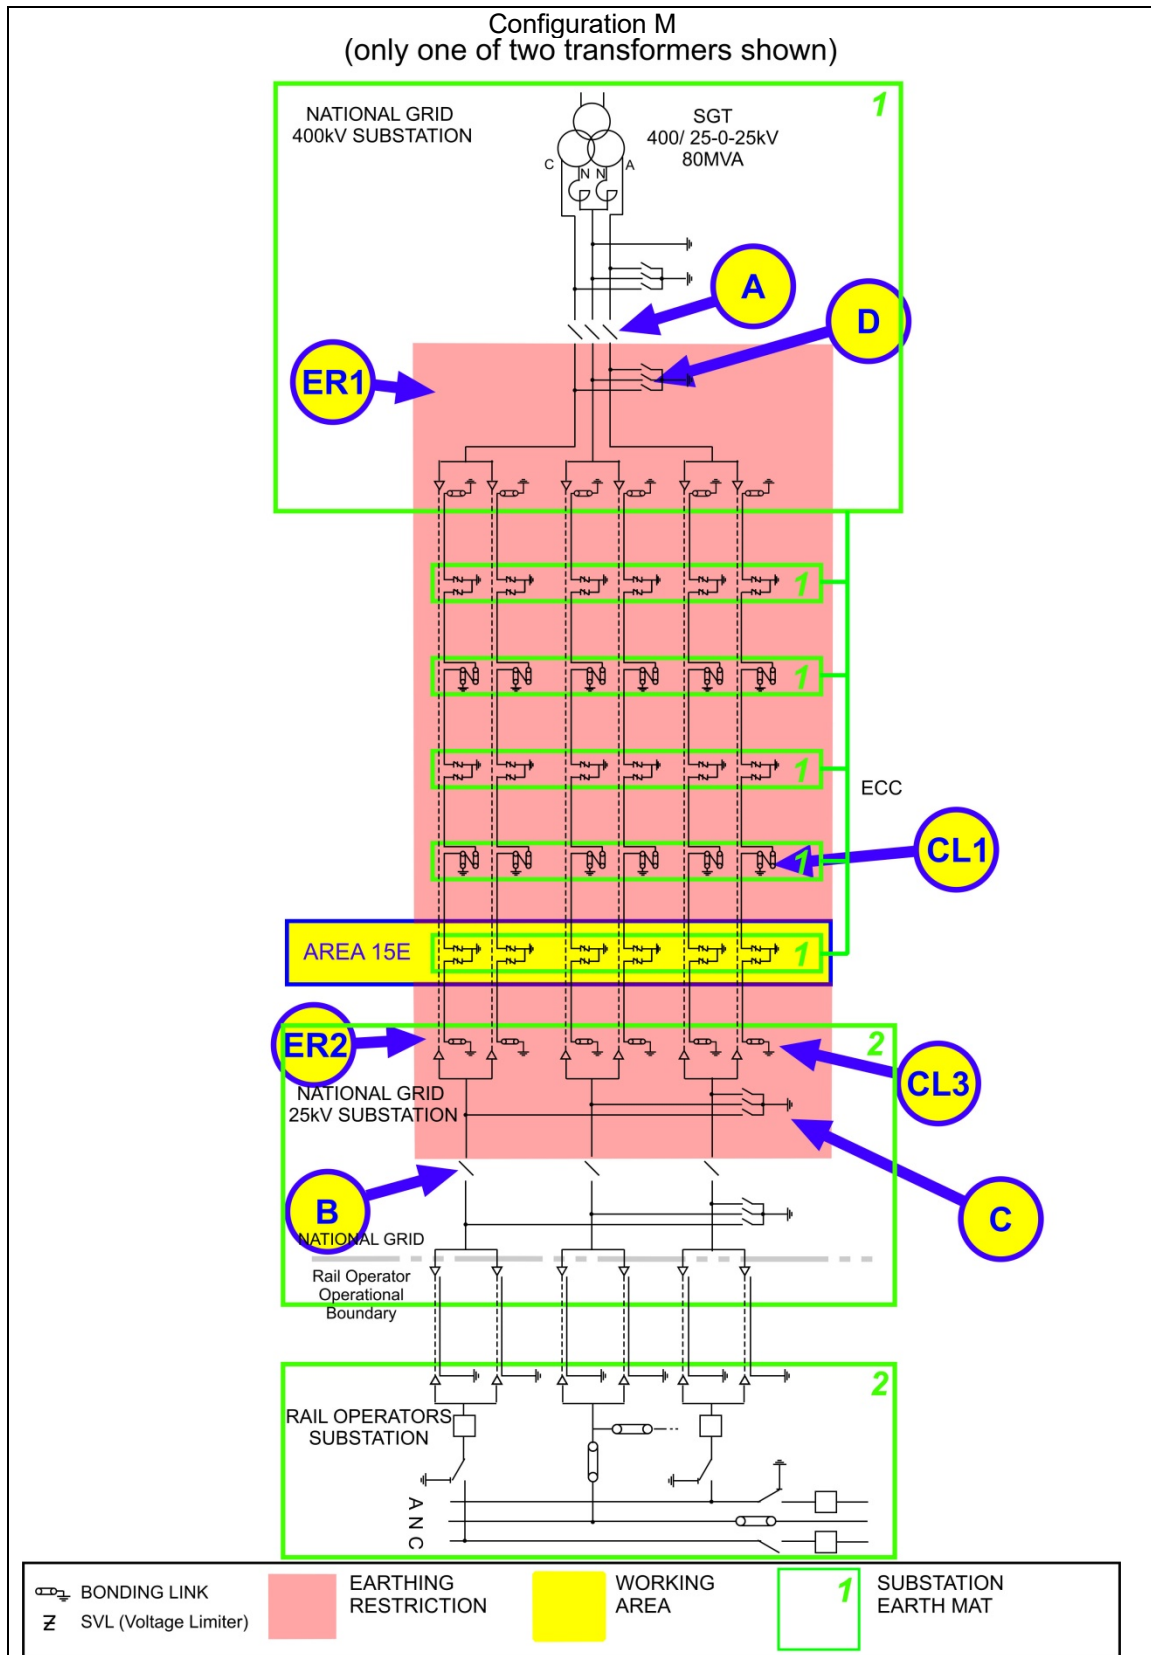 Configuration M
(only one of two transformers shown)
1
NATIONAL GRID
400kV SUBSTATION
SGT
400/ 25-0-25kV
80MVA
C
N N
A
A
D
ER1
1
1
1
ECC
1
CL1
AREA 15E
1
ER2
2
CL3
NATIONAL GRID
25kV SUBSTATION
C
B
NATIONAL GRID
Rail Operator
Operational
Boundary
2
RAIL OPERATORS
SUBSTATION
A
N
C
BONDING LINK
SVL (Voltage Limiter)
EARTHING
RESTRICTION
WORKING
AREA
1
SUBSTATION
EARTH MAT